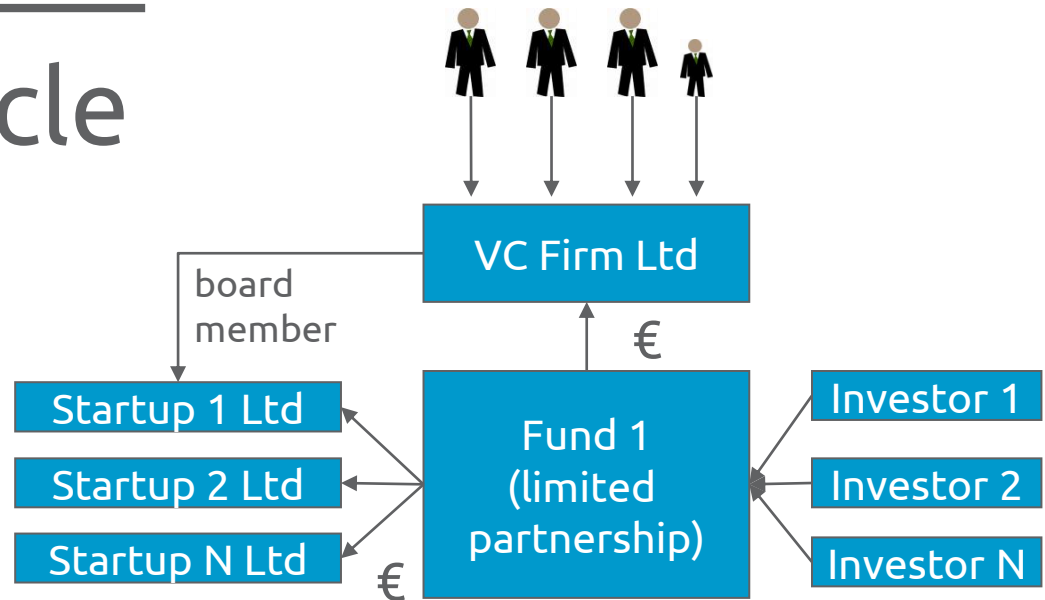 cle
VC Firm Ltd
board
member
€
Startup 1 Ltd
Startup 2 Ltd
Startup N Ltd
Fund 1
(limited
partnership)
Investor 1
Investor 2
Investor N
€